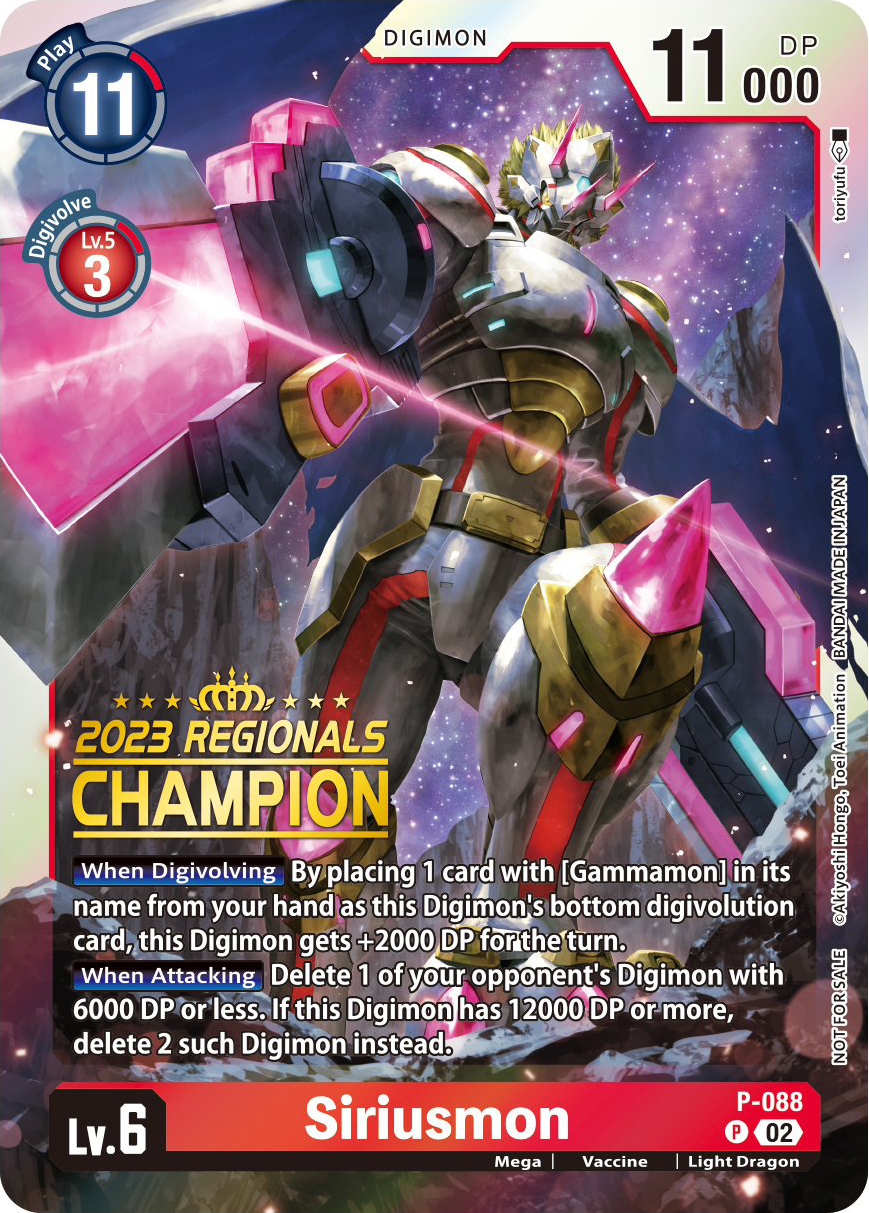 DIGIMON
Play
11
11000
DP
Digivolve
Lv.5
3
toriyufu
©Akiyoshi Hongo, Toei Animation BANDAI MADE IN JAPAN
NOT FOR SALE
2023 REGIONALS
CHAMPION
When Digivolving By placing 1 card with [Gammamon] in its
name from your hand as this Digimon's bottom digivolution
card, this Digimon gets +2000 DP for the turn.
When Attacking Delete 1 of your opponent's Digimon with
6000 DP or less. If this Digimon has 12000 DP or more,
delete 2 such Digimon instead.
Lv.6
Siriusmon
P-088
P 02
Mega | Vaccine | Light Dragon